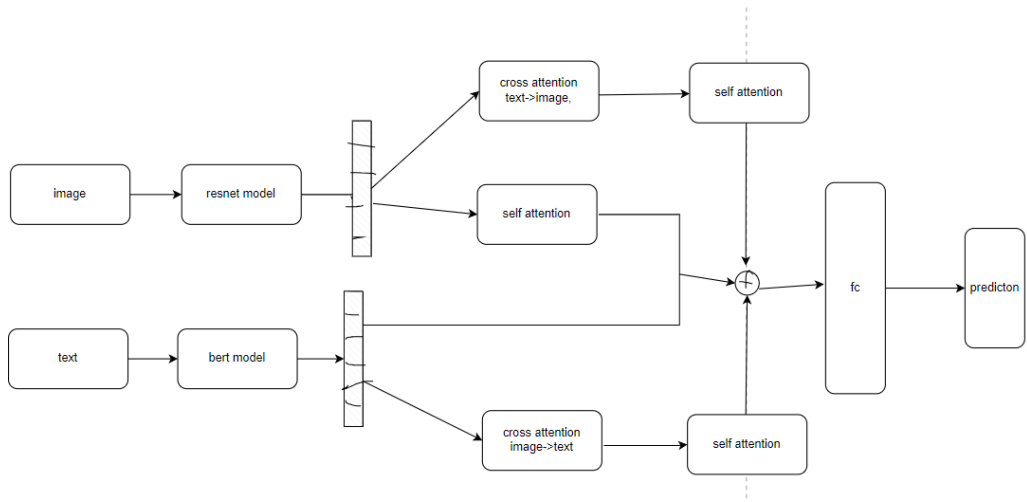 cross attention
text->image,
self attention
image
resnet model
self attention
+
fc
predicton
text
bert model
cross attention
image->text
self attention